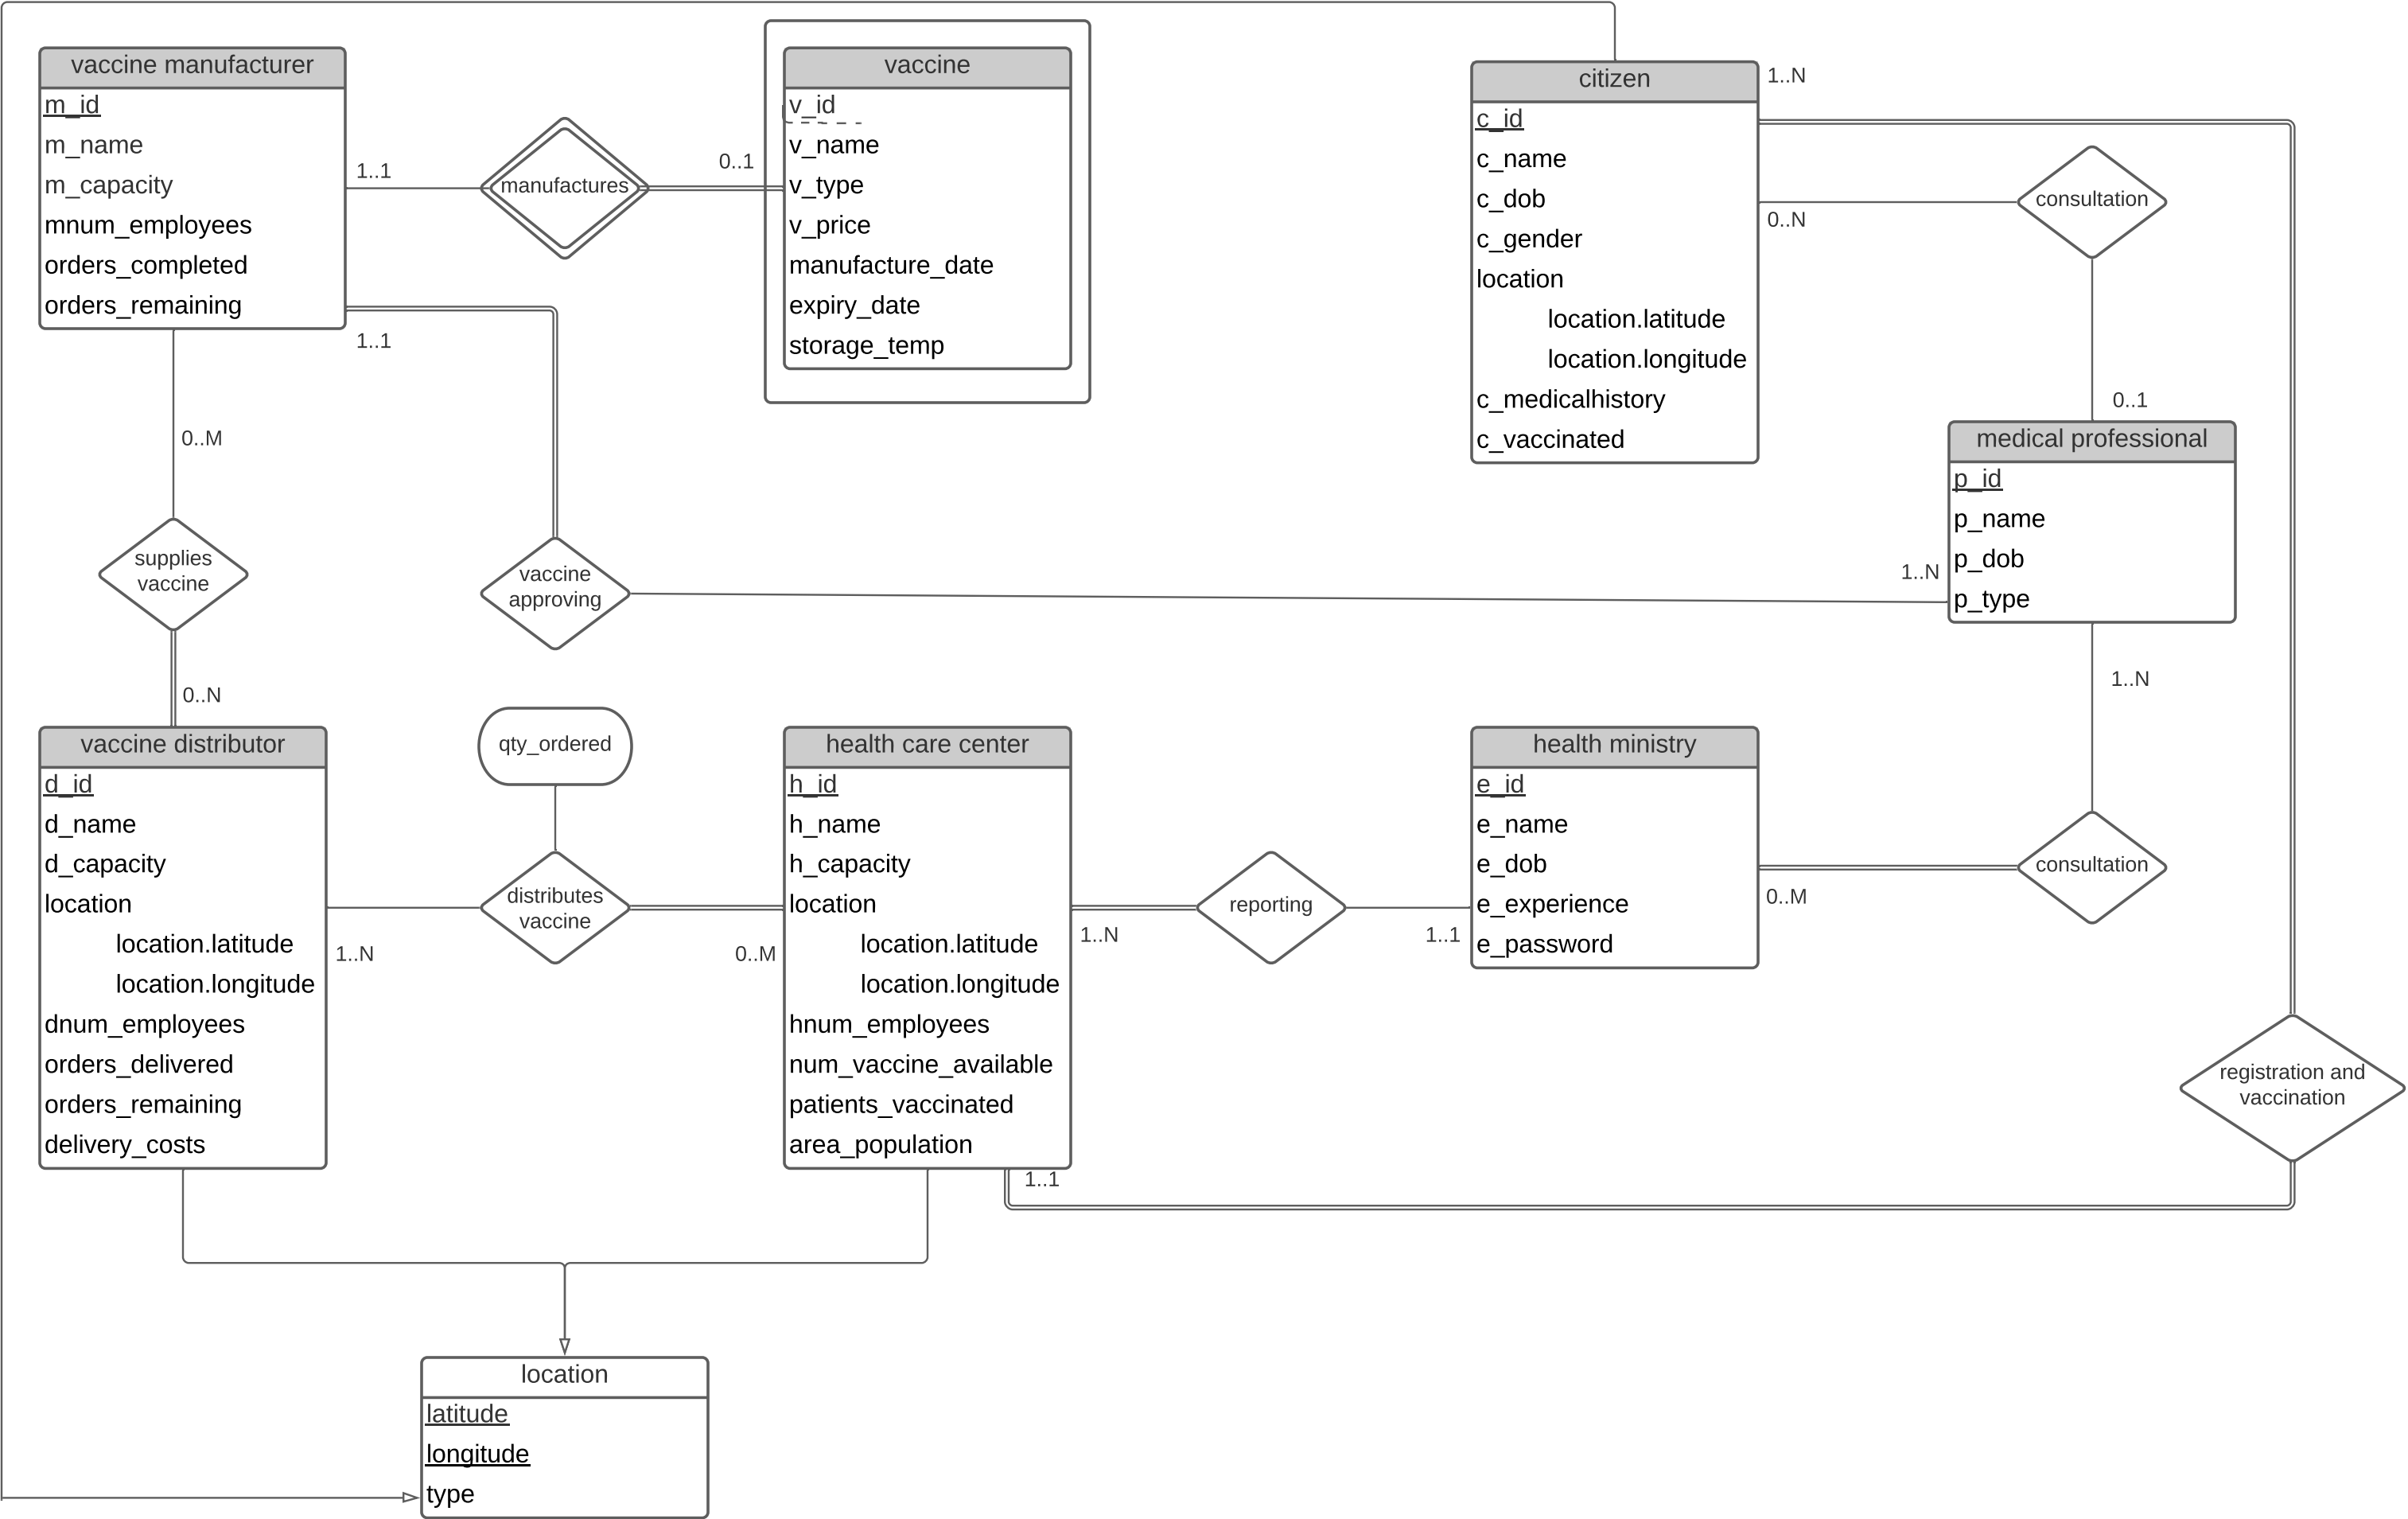 vaccine manufacturer
m_id
m_name
m_capacity
mnum_employees
orders_completed
orders_remaining
1..1
manufactures
0..1
vaccine
v_id
v_name
v_type
v_price
manufacture_date
expiry_date
storage_temp
citizen
c_id
c_name
c_dob
c_gender
location
location.latitude
location.longitude
c_medicalhistory
c_vaccinated
1..N
0..N
consultation
0..1
medical professional
p_id
p_name
p_dob
p_type
1..1
0..M
supplies
vaccine
0..N
vaccine
approving
1..N
1..N
vaccine distributor
d_id
d_name
d_capacity
location
location.latitude
location.longitude
dnum_employees
orders_delivered
orders_remaining
delivery_costs
qty_ordered
distributes
vaccine
1..N
0..M
health care center
h_id
h_name
h_capacity
location
location.latitude
location.longitude
hnum_employees
num_vaccine_available
patients_vaccinated
area_population
1..N
reporting
1..1
health ministry
e_id
e_name
e_dob
e_experience
e_password
0..M
consultation
registration and
vaccination
1..1
location
latitude
longitude
type